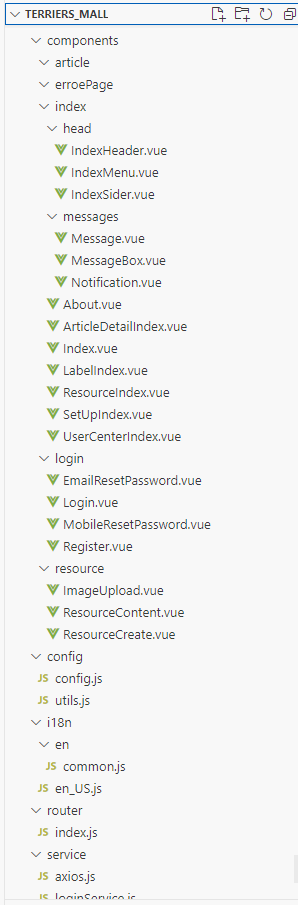 TERRIERS_MALL
components
article
erroePage
index
head
IndexHeader.vue
IndexMenu.vue
IndexSider.vue
messages
Message.vue
MessageBox.vue
Notification.vue
About.vue
ArticleDetailIndex.vue
Index.vue
LabelIndex.vue
ResourceIndex.vue
SetUpIndex.vue
UserCenterIndex.vue
login
EmailResetPassword.vue
Login.vue
MobileResetPassword.vue
Register.vue
resource
ImageUpload.vue
ResourceContent.vue
ResourceCreate.vue
config
JS config.js
JS utils.js
i18n
en
JS common.js
JS en_US.js
router
JS index.js
service
JS axios.js
JS loginService.js